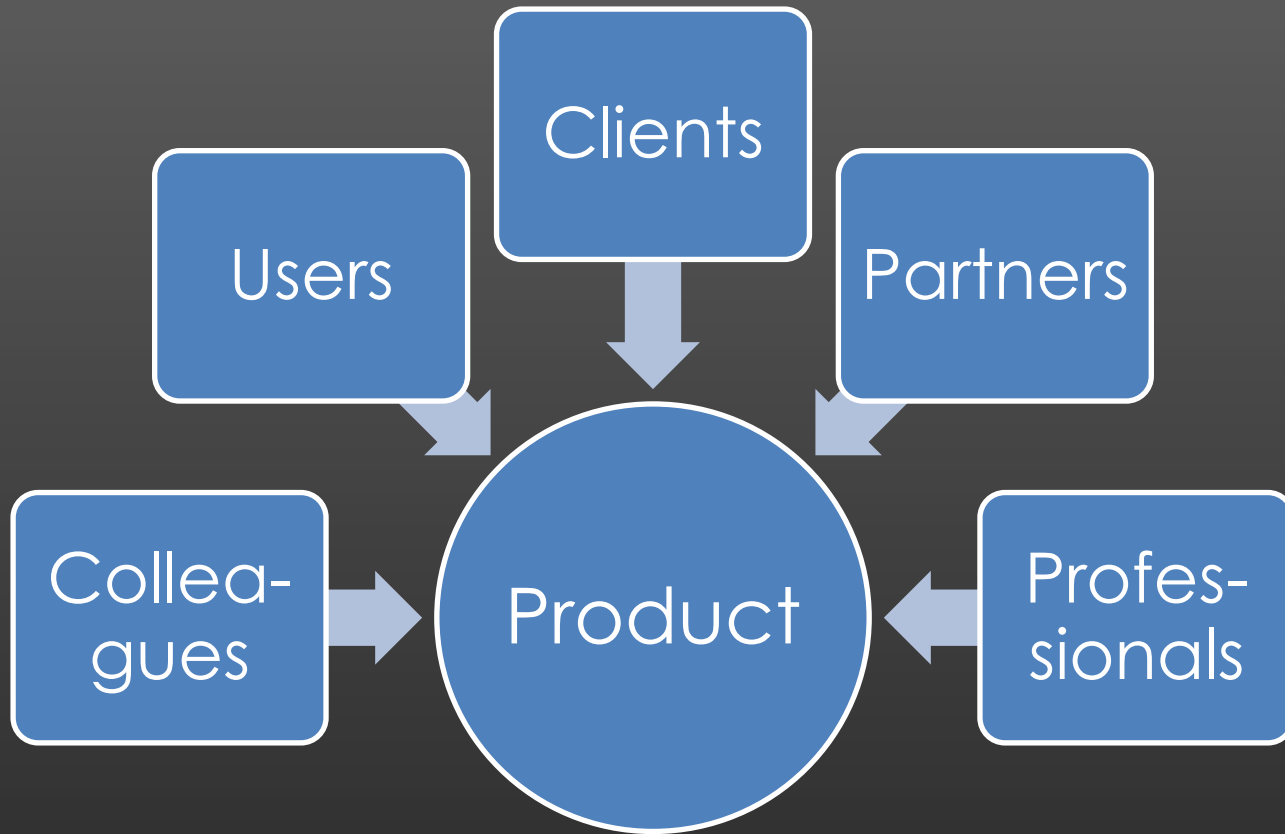 Clients
Users
Partners
Collea-
gues
Product
Profes-
sionals